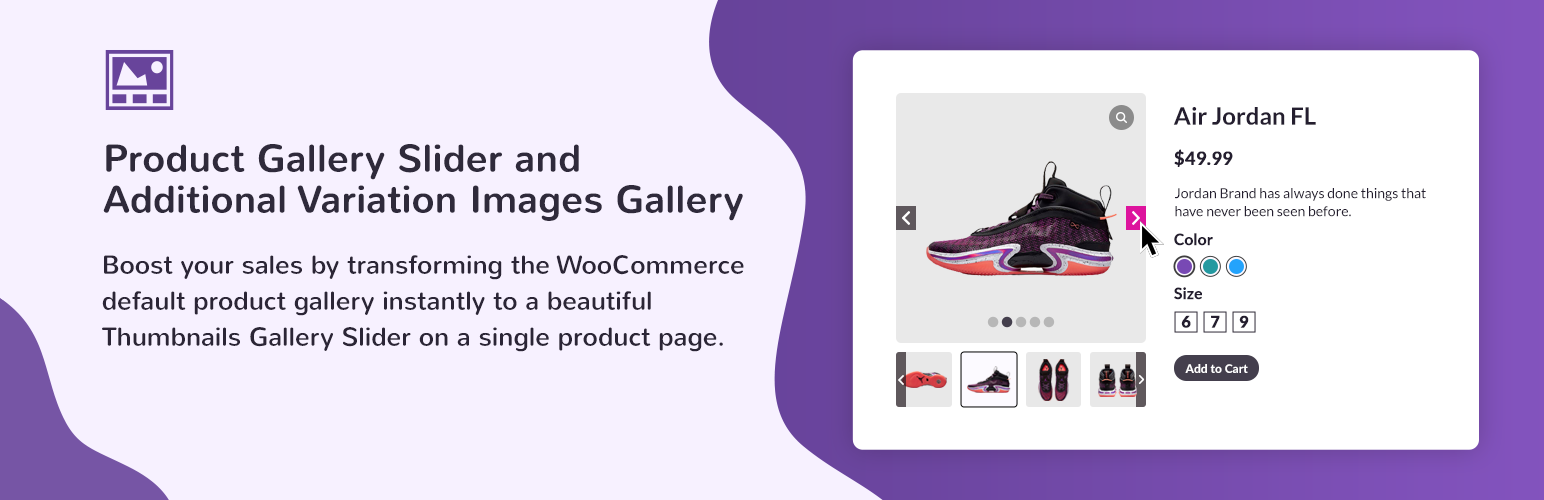 Product Gallery Slider and
Additional Variation Images Gallery
Boost your sales by transforming the WooCommerce
default product gallery instantly to a beautiful
Thumbnails Gallery Slider on a single product page.
Air Jordan FL
$49.99
Jordan Brand has always done things that
have never been seen before.
Color
Size
6 7 9
Add to Cart